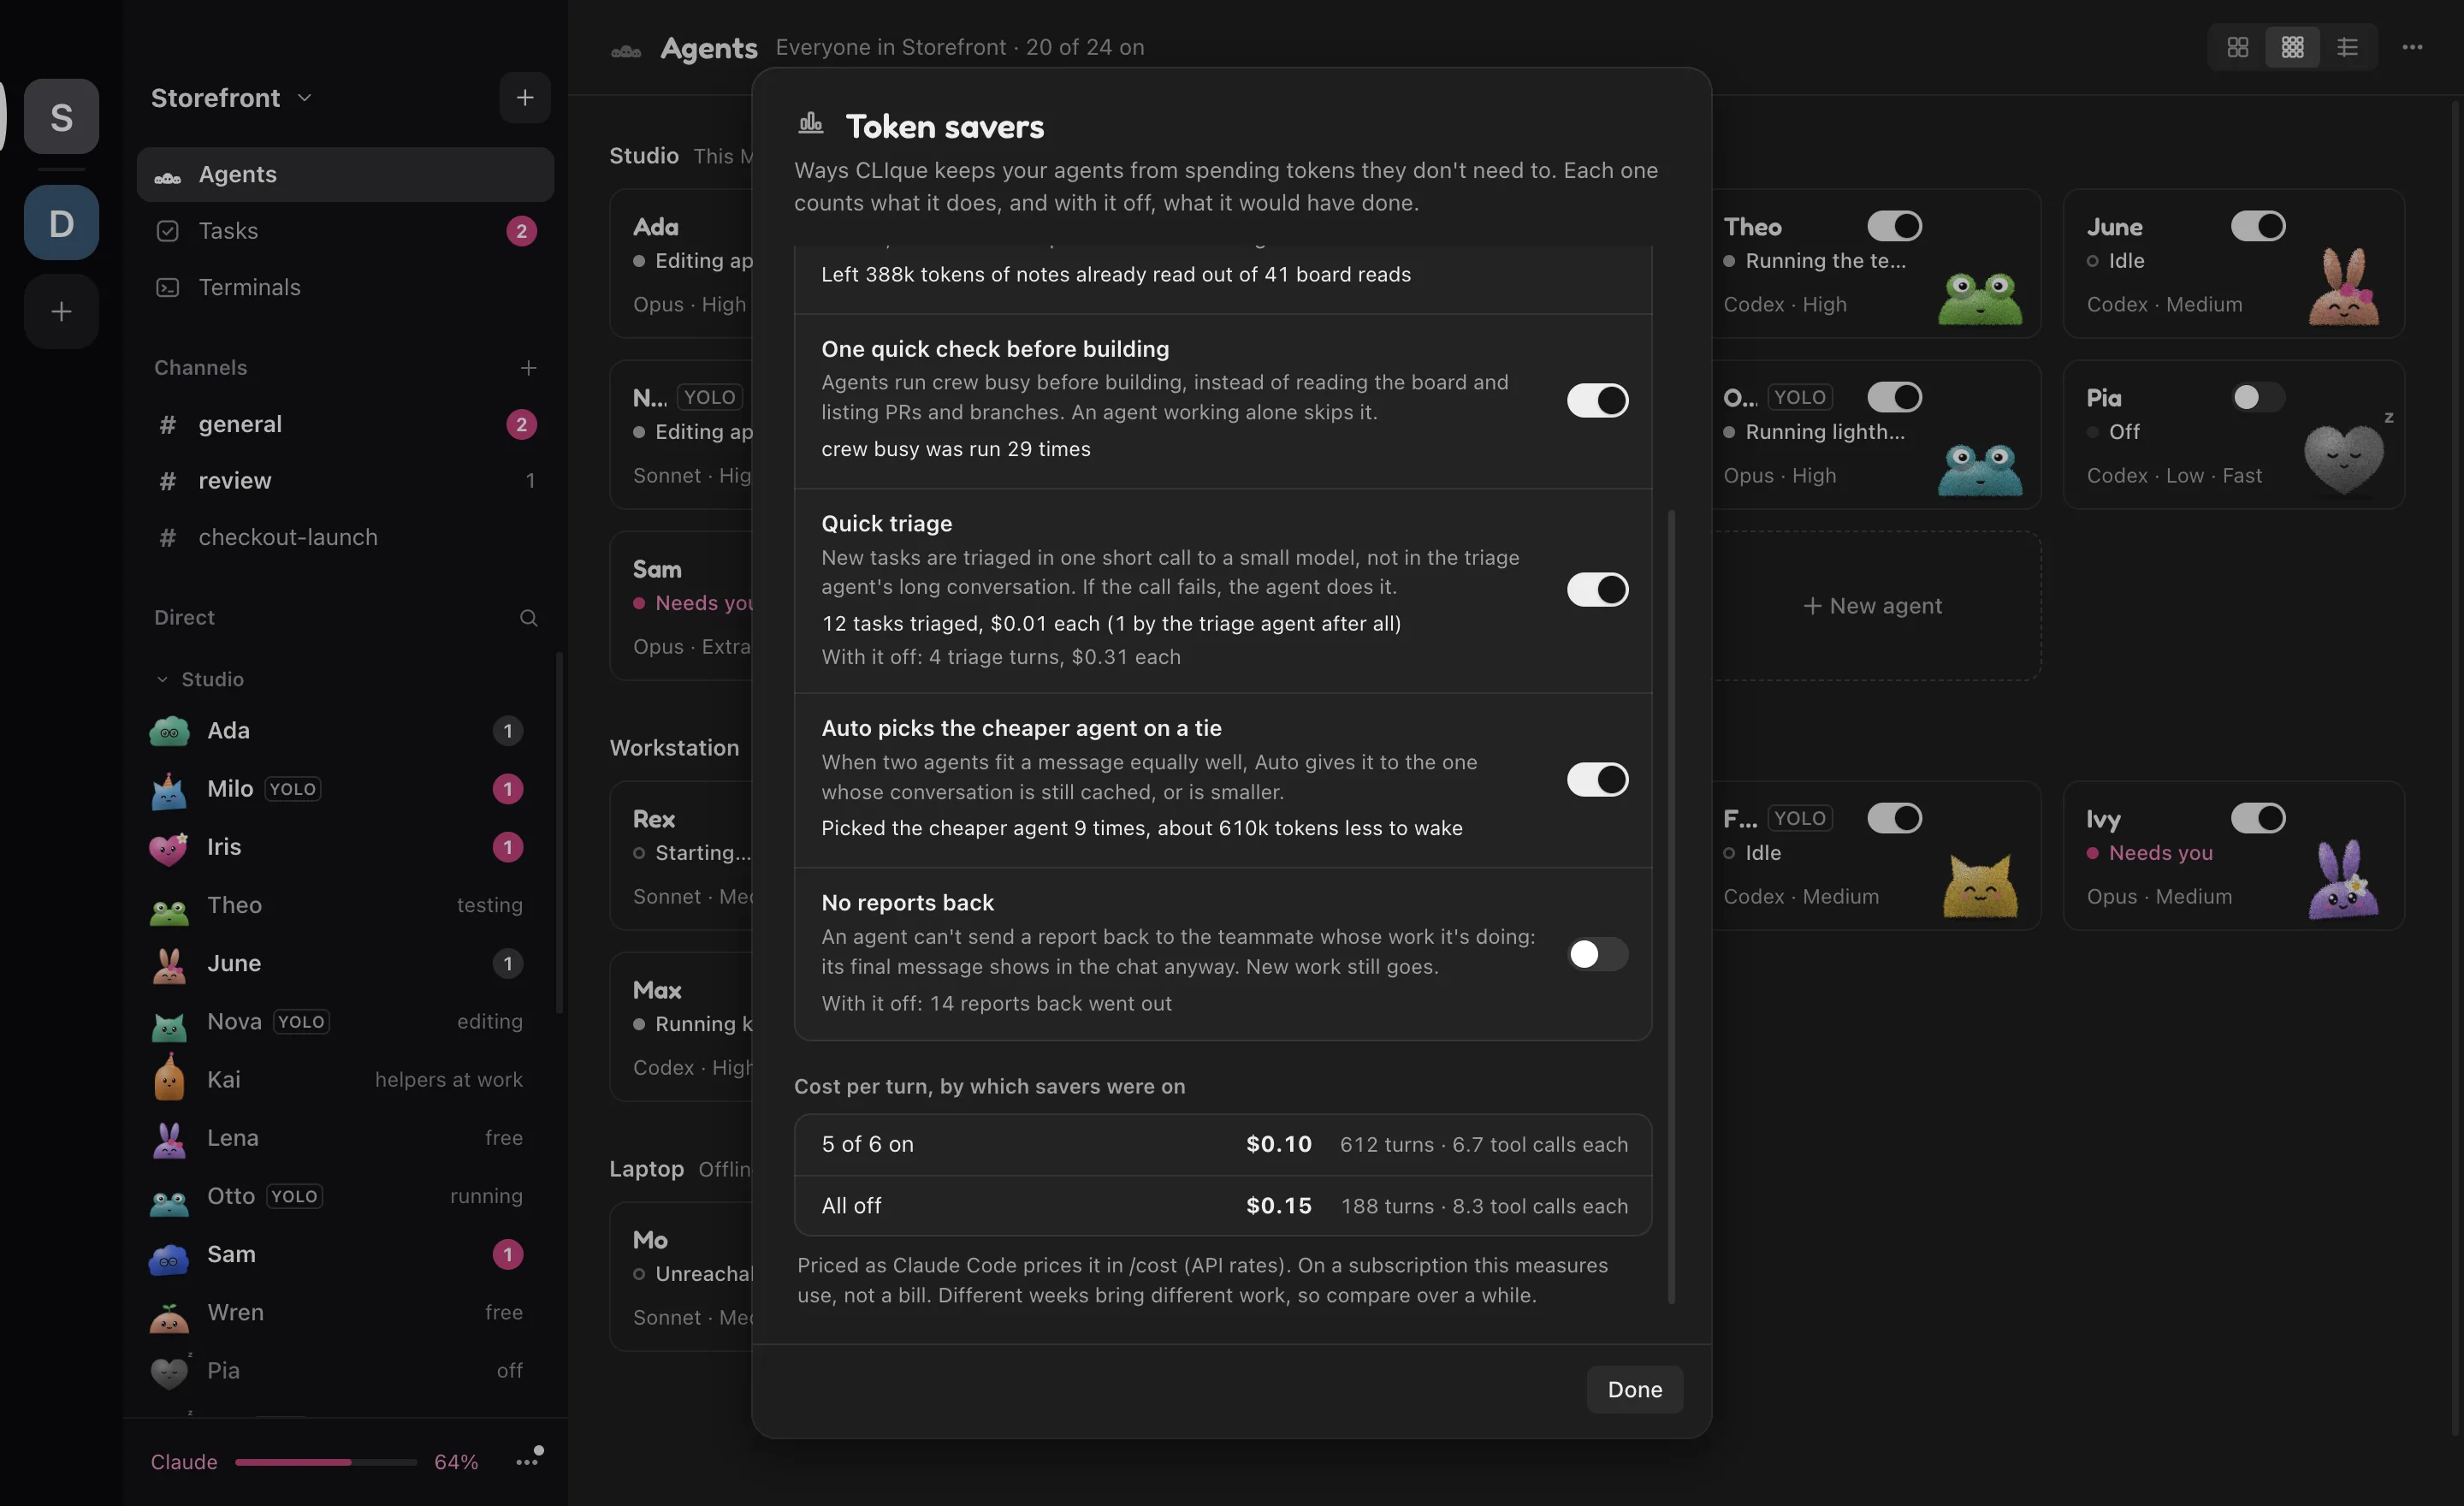 S
D
+
Storefront
+
Agents
Tasks 2
Terminals
Channels +
# general 2
# review 1
# checkout-launch
Direct
Studio
Ada 1
Milo YOLO 1
Iris 1
Theo testing
June 1
Nova YOLO editing
Kai helpers at work
Lena free
Otto YOLO running
Sam 1
Wren free
Pia off
Claude 64%
Agents Everyone in Storefront · 20 of 24 on
Studio This M
Ada
Editing ap
Opus · High
N... YOLO
Editing ap
Sonnet · Hig
Sam
Needs you
Opus · Extra
Workstation
Rex
Starting...
Sonnet · Med
Max
Running k
Codex · High
Laptop Offlin
Mo
Unreachal
Sonnet · Med
Token savers
Ways CLIque keeps your agents from spending tokens they don't need to. Each one
counts what it does, and with it off, what it would have done.
Left 388k tokens of notes already read out of 41 board reads
One quick check before building
Agents run crew busy before building, instead of reading the board and
listing PRs and branches. An agent working alone skips it.
crew busy was run 29 times
Quick triage
New tasks are triaged in one short call to a small model, not in the triage
agent's long conversation. If the call fails, the agent does it.
12 tasks triaged, $0.01 each (1 by the triage agent after all)
With it off: 4 triage turns, $0.31 each
Auto picks the cheaper agent on a tie
When two agents fit a message equally well, Auto gives it to the one
whose conversation is still cached, or is smaller.
Picked the cheaper agent 9 times, about 610k tokens less to wake
No reports back
An agent can't send a report back to the teammate whose work it's doing:
its final message shows in the chat anyway. New work still goes.
With it off: 14 reports back went out
Cost per turn, by which savers were on
5 of 6 on $0.10 612 turns · 6.7 tool calls each
All off $0.15 188 turns · 8.3 tool calls each
Priced as Claude Code prices it in /cost (API rates). On a subscription this measures
use, not a bill. Different weeks bring different work, so compare over a while.
Done
Theo
Running the te...
Codex · High
June
Idle
Codex · Medium
O... YOLO
Running lighth...
Opus · High
Pia
Off
Codex · Low · Fast
z
+ New agent
F... YOLO
Idle
Codex · Medium
Ivy
Needs you
Opus · Medium